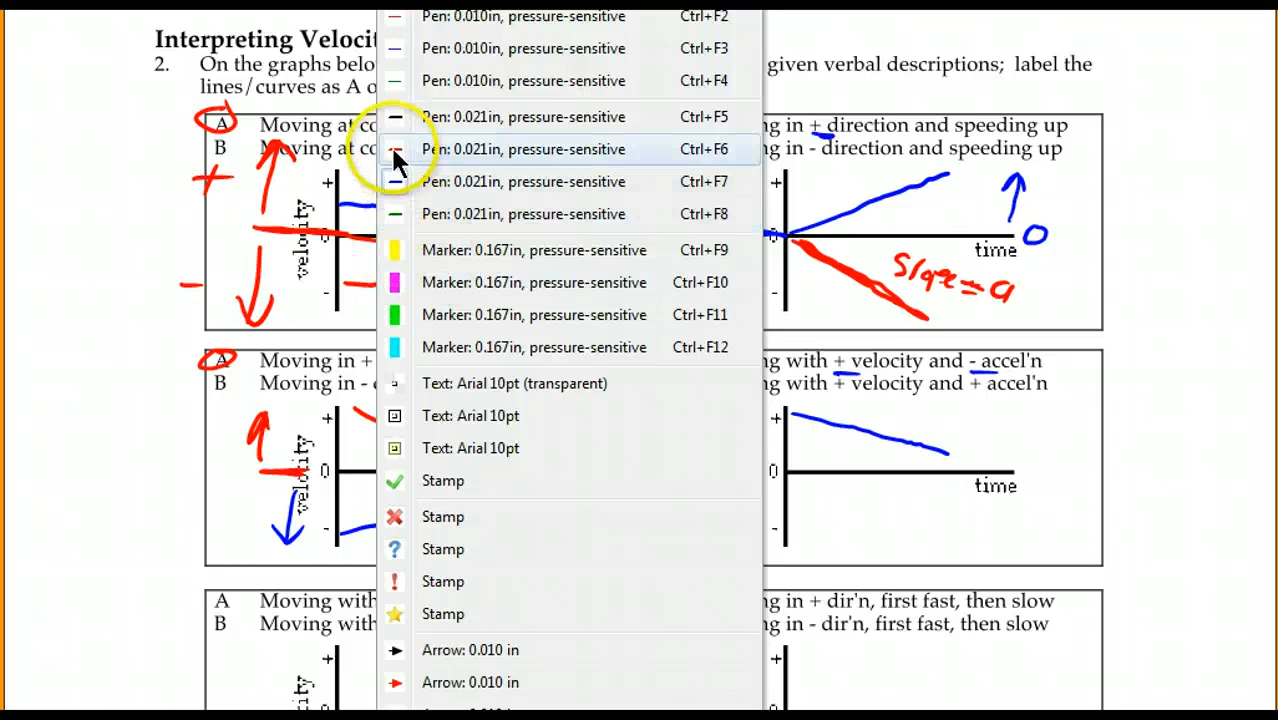 Pen: 0.010in, pressure-sensitive Ctrl+F2
Interpreting Velocit
Pen: 0.010in, pressure-sensitive Ctrl+F3
2. On the graphs belo given verbal descriptions; label the
lines/curves as A o
Pen: 0.010in, pressure-sensitive Ctrl+F4
A Moving at co ng in + direction and speeding up
Pen: 0.021in, pressure-sensitive Ctrl+F5
B Moving at co ng in - direction and speeding up
Pen: 0.021in, pressure-sensitive Ctrl+F6
Pen: 0.021in, pressure-sensitive Ctrl+F7
Pen: 0.021in, pressure-sensitive Ctrl+F8
Marker: 0.167in, pressure-sensitive Ctrl+F9
Marker: 0.167in, pressure-sensitive Ctrl+F10
Marker: 0.167in, pressure-sensitive Ctrl+F11
Marker: 0.167in, pressure-sensitive Ctrl+F12
+
velocity
0
-
+
-
+
0
-
time
0
slope = a
A Moving in + ng with + velocity and - accel'n
B Moving in - d ng with + velocity and + accel'n
Text: Arial 10pt (transparent)
Text: Arial 10pt
Text: Arial 10pt
Stamp
Stamp
Stamp
Stamp
Stamp
+
velocity
0
-
+
0
-
time
A Moving with ng in + dir'n, first fast, then slow
B Moving with ng in - dir'n, first fast, then slow
Arrow: 0.010 in
Arrow: 0.010 in
+
ocity
+